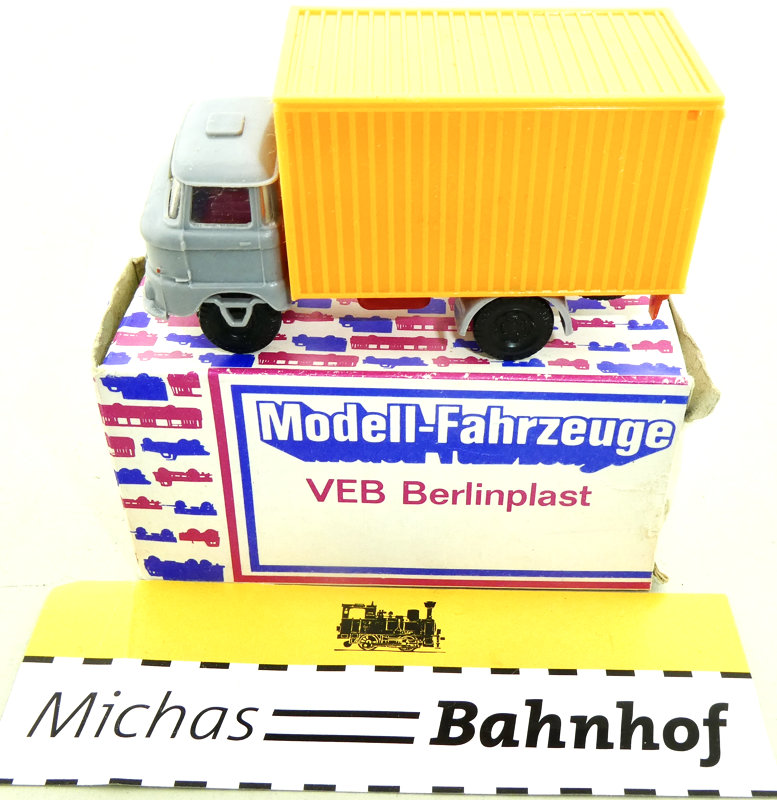 Modell-Fahrzeuge
VEB Berlinplast
Michas Bahnhof